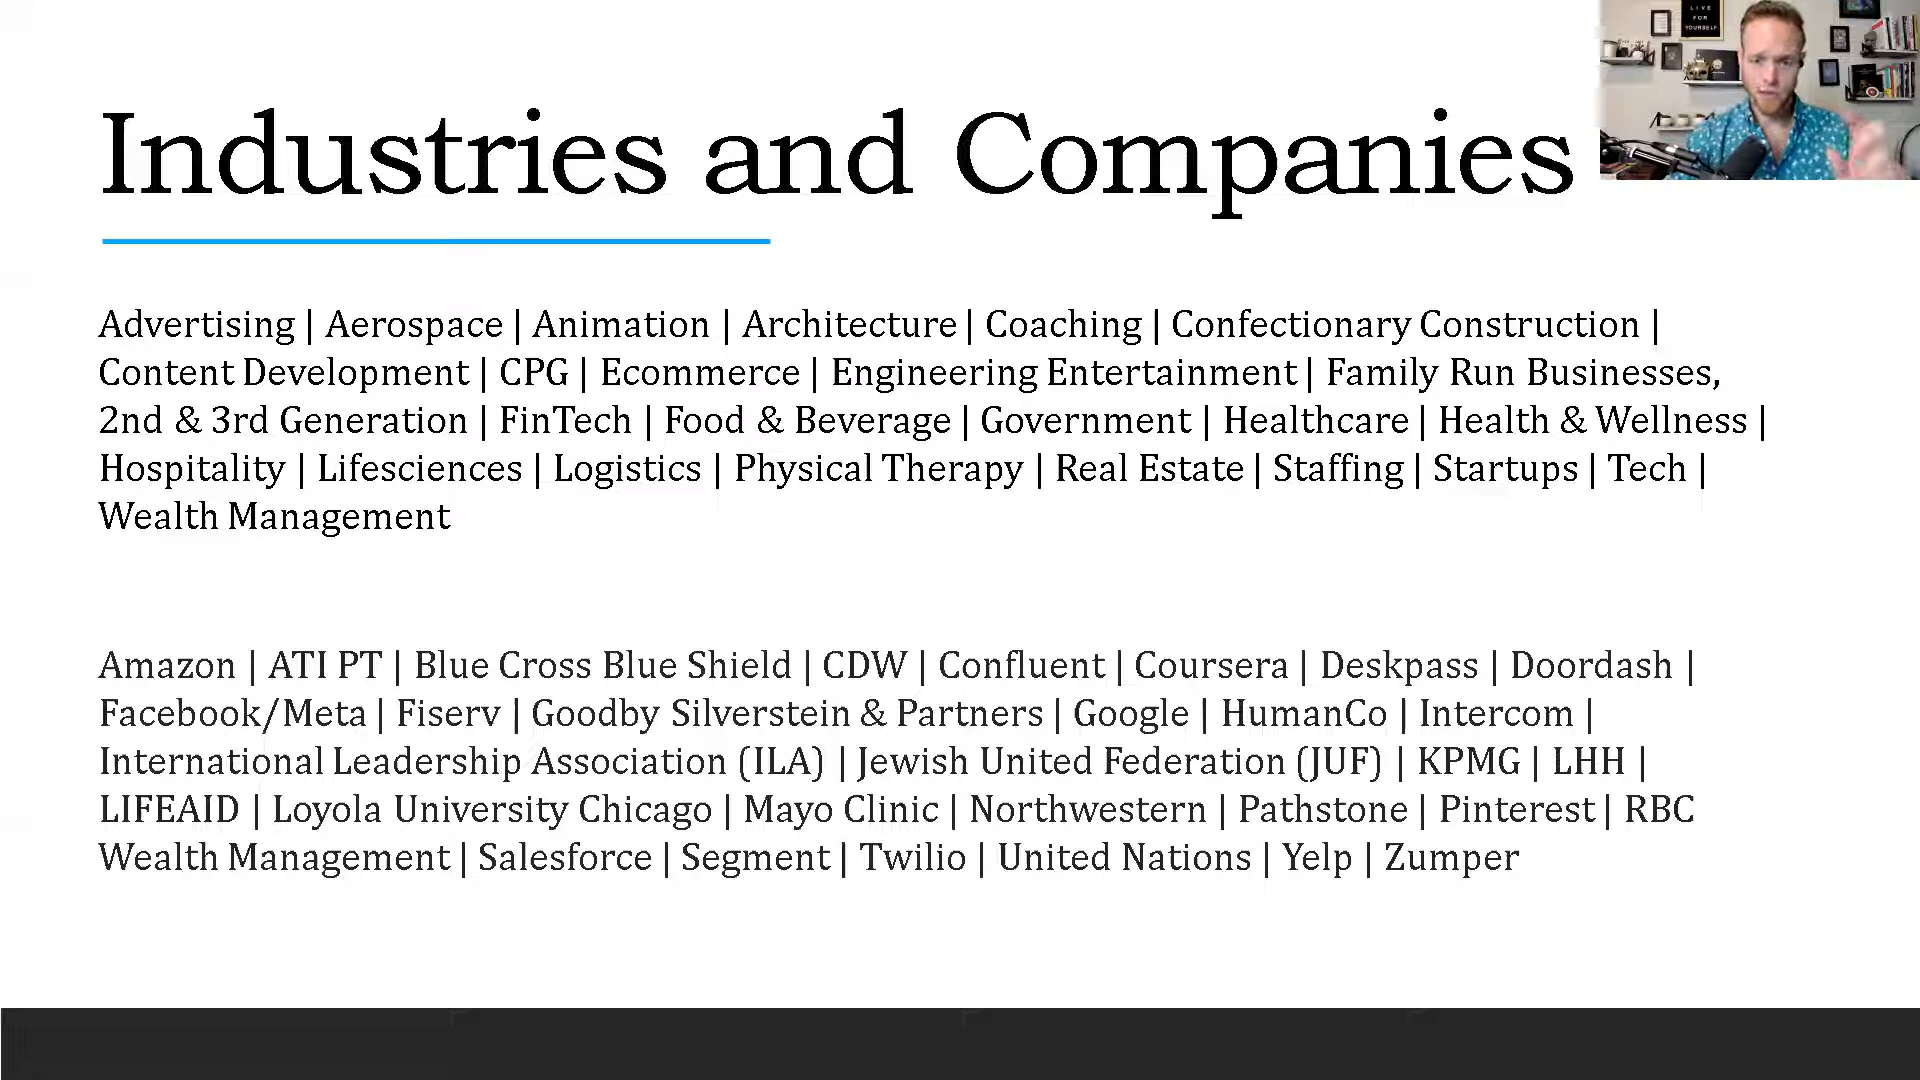 Industries and Companies
LIVE
FOR
YOURSELF
Advertising | Aerospace | Animation | Architecture | Coaching | Confectionary Construction |
Content Development | CPG | Ecommerce | Engineering Entertainment | Family Run Businesses,
2nd & 3rd Generation | FinTech | Food & Beverage | Government | Healthcare | Health & Wellness |
Hospitality | Lifesciences | Logistics | Physical Therapy | Real Estate | Staffing | Startups | Tech |
Wealth Management
Amazon | ATI PT | Blue Cross Blue Shield | CDW | Confluent | Coursera | Deskpass | Doordash |
Facebook/Meta | Fiserv | Goodby Silverstein & Partners | Google | HumanCo | Intercom |
International Leadership Association (ILA) | Jewish United Federation (JUF) | KPMG | LHH |
LIFEAID | Loyola University Chicago | Mayo Clinic | Northwestern | Pathstone | Pinterest | RBC
Wealth Management | Salesforce | Segment | Twilio | United Nations | Yelp | Zumper